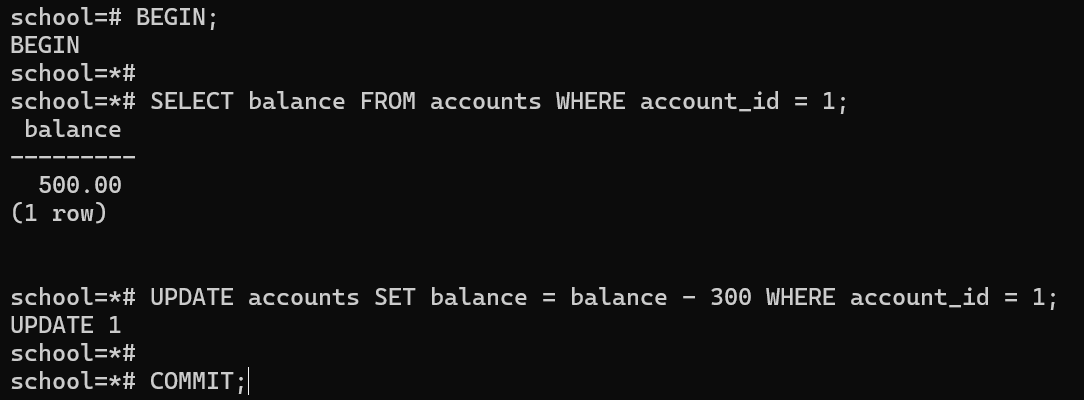 school=# BEGIN;
BEGIN
school=*#
school=*# SELECT balance FROM accounts WHERE account_id = 1;
 balance
---------
  500.00
(1 row)
school=*# UPDATE accounts SET balance = balance - 300 WHERE account_id = 1;
UPDATE 1
school=*#
school=*# COMMIT;